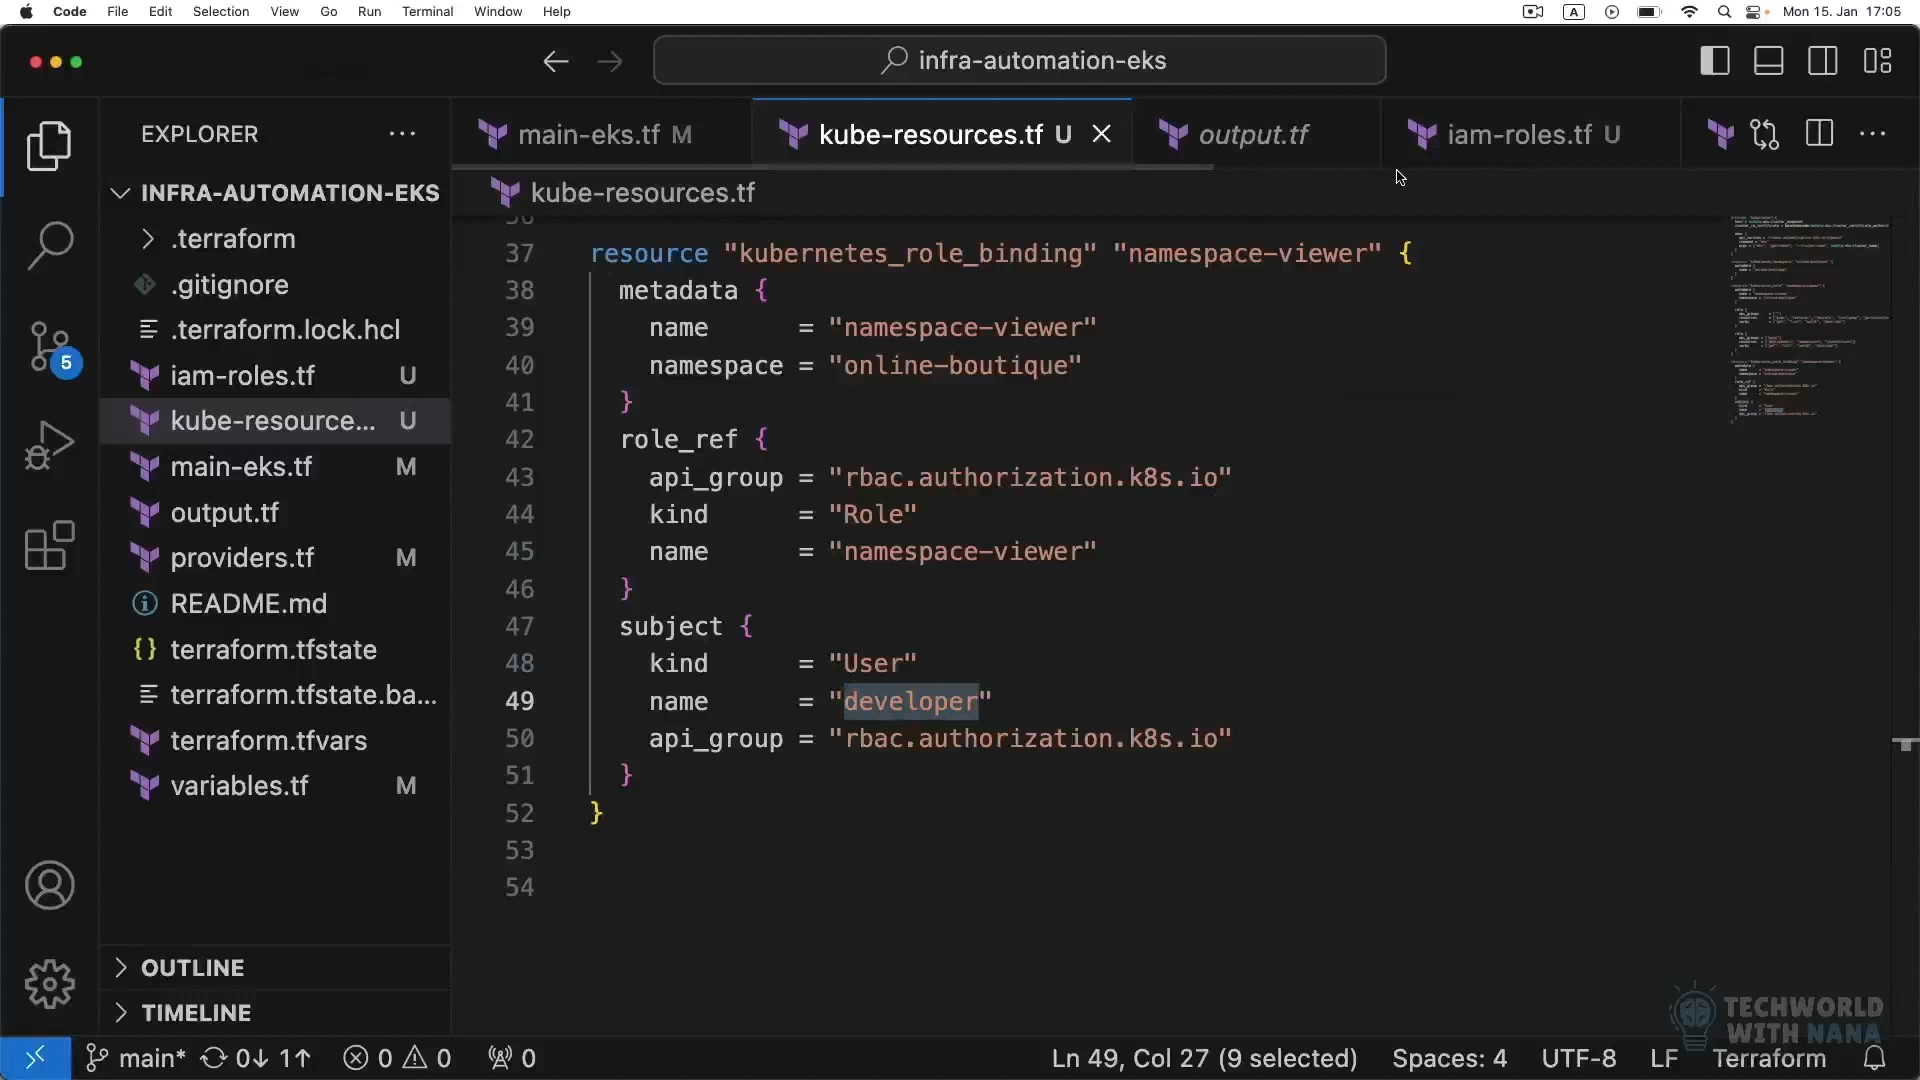 Code File Edit Selection View Go Run Terminal Window Help
A
Mon 15. Jan 17:05
infra-automation-eks
EXPLORER
main-eks.tf M
kube-resources.tf U
output.tf
iam-roles.tf U
INFRA-AUTOMATION-EKS
kube-resources.tf
.terraform
.gitignore
.terraform.lock.hcl
iam-roles.tf U
kube-resource... U
main-eks.tf M
output.tf
providers.tf M
README.md
terraform.tfstate
terraform.tfstate.ba...
terraform.tfvars
variables.tf M
OUTLINE
TIMELINE
36
37 resource "kubernetes_role_binding" "namespace-viewer" {
38 metadata {
39 name = "namespace-viewer"
40 namespace = "online-boutique"
41 }
42 role_ref {
43 api_group = "rbac.authorization.k8s.io"
44 kind = "Role"
45 name = "namespace-viewer"
46 }
47 subject {
48 kind = "User"
49 name = "developer"
50 api_group = "rbac.authorization.k8s.io"
51 }
52 }
53
54
5
TECHWORLD
WITH NANA
main* 0↓ 1↑ 0 0 0
Ln 49, Col 27 (9 selected) Spaces: 4 UTF-8 LF Terraform